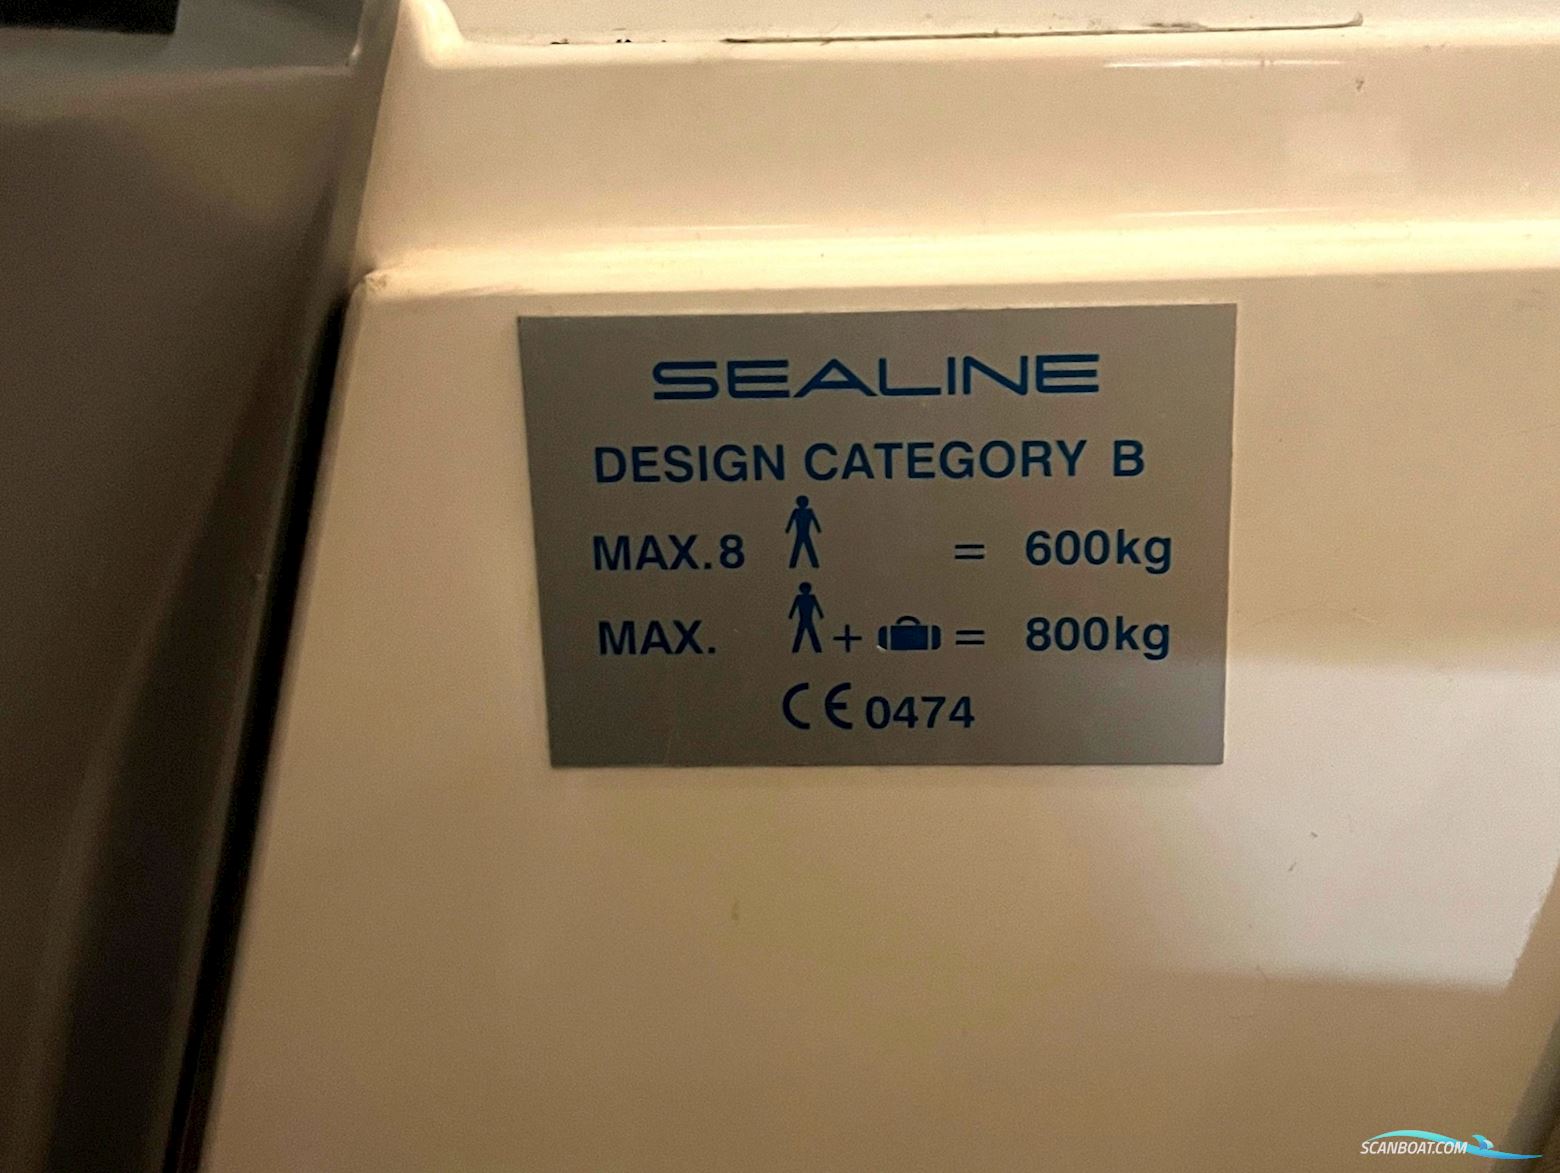 SEALINE
DESIGN CATEGORY B
MAX. 8 = 600kg
MAX. + = 800kg
CE 0474
SCANBOAT.COM